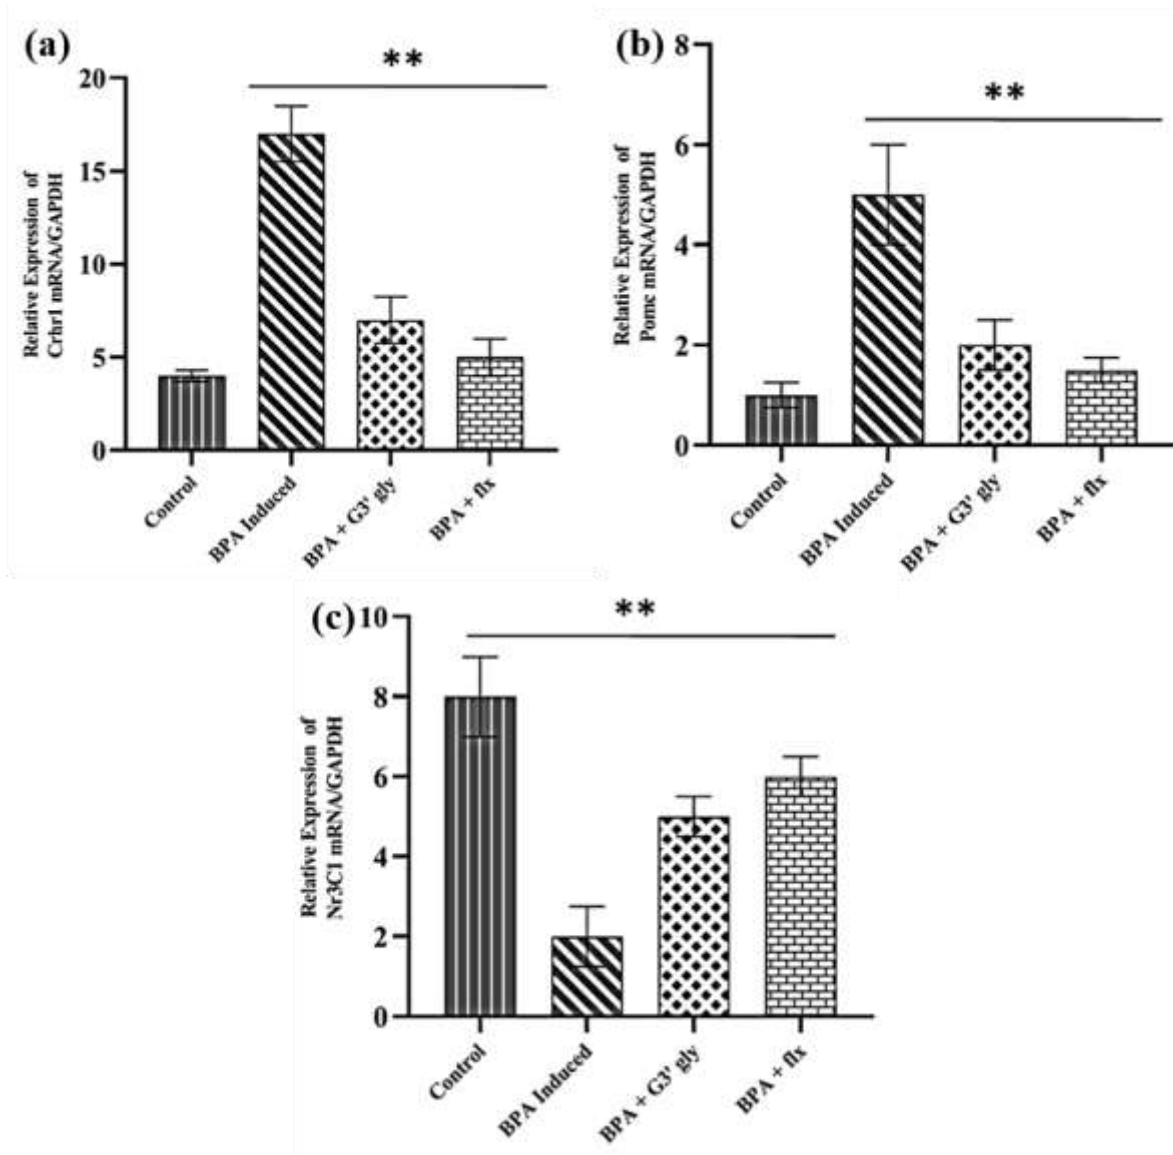 (a)
**
20
15
10
5
0
Relative Expression of
Crhr1 mRNA/GAPDH
Control
BPA Induced
BPA + G3' gly
BPA + flx
(b)
**
8
6
4
2
0
Relative Expression of
Pomc mRNA/GAPDH
Control
BPA Induced
BPA + G3' gly
BPA + flx
(c)
**
10
8
6
4
2
0
Relative Expression of
Nr3C1 mRNA/GAPDH
Control
BPA Induced
BPA + G3' gly
BPA + flx